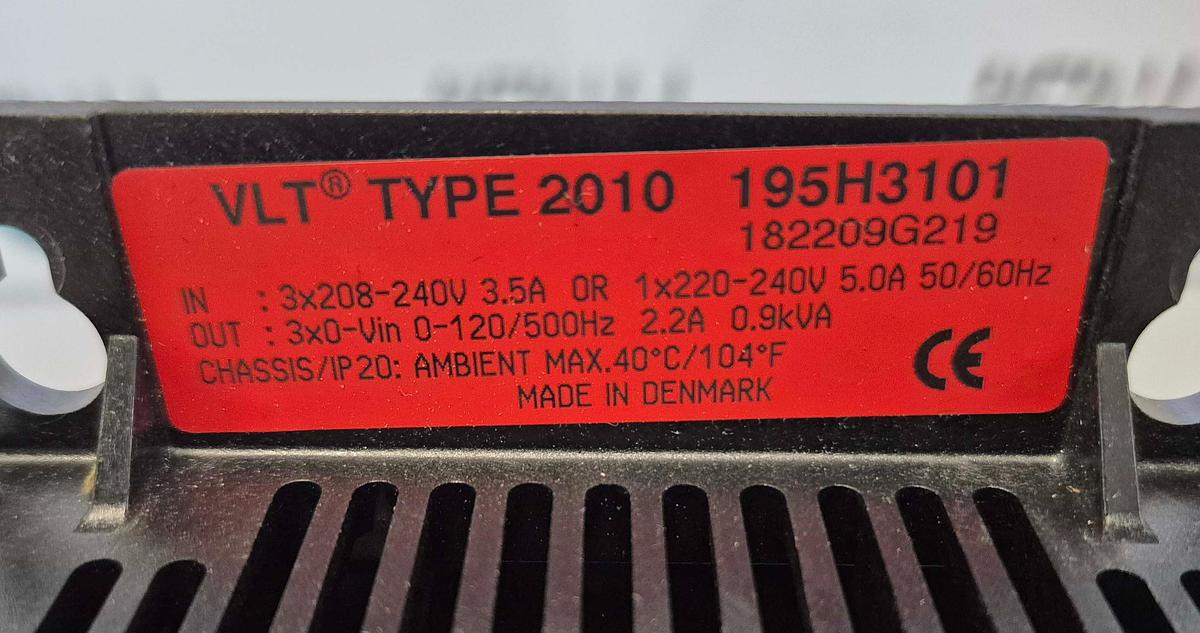 VLT® TYPE 2010 195H3101
182209G219
IN : 3x208-240V 3.5A OR 1x220-240V 5.0A 50/60Hz
OUT : 3x0-Vin 0-120/500Hz 2.2A 0.9kVA
CHASSIS/IP20: AMBIENT MAX.40°C/104°F
MADE IN DENMARK
CE